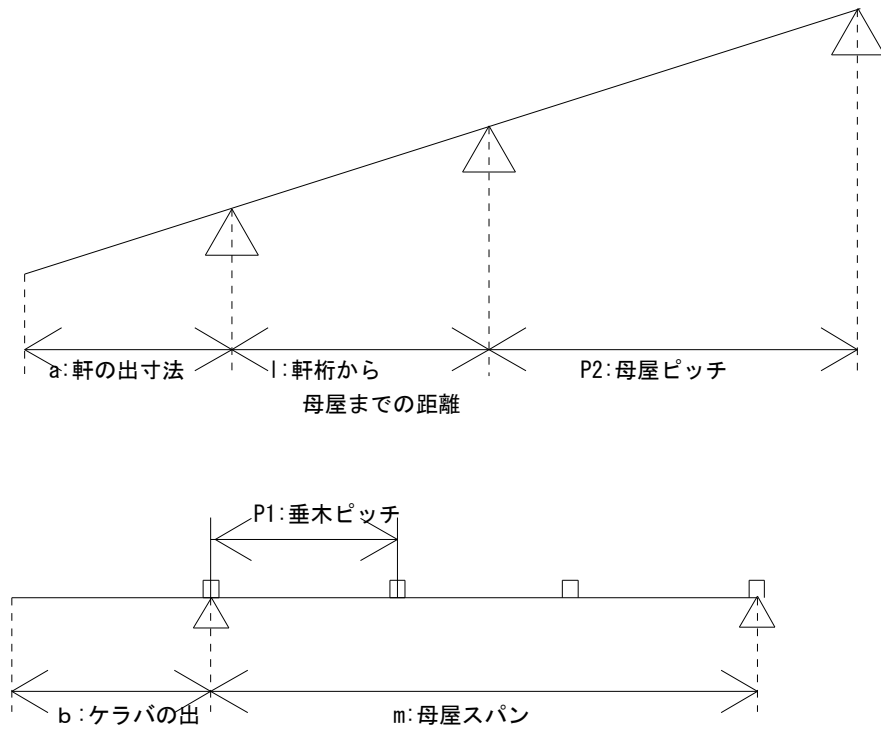 a:軒の出寸法
l:軒桁から
母屋までの距離
P2:母屋ピッチ
P1:垂木ピッチ
b:ケラバの出
m:母屋スパン